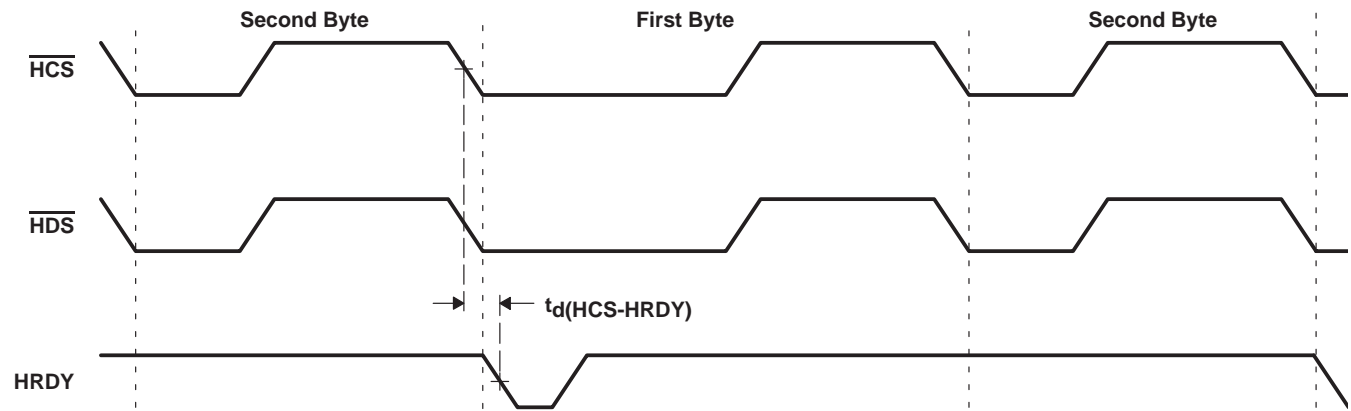 Second Byte First Byte Second Byte
HCS
HDS
td(HCS-HRDY)
HRDY